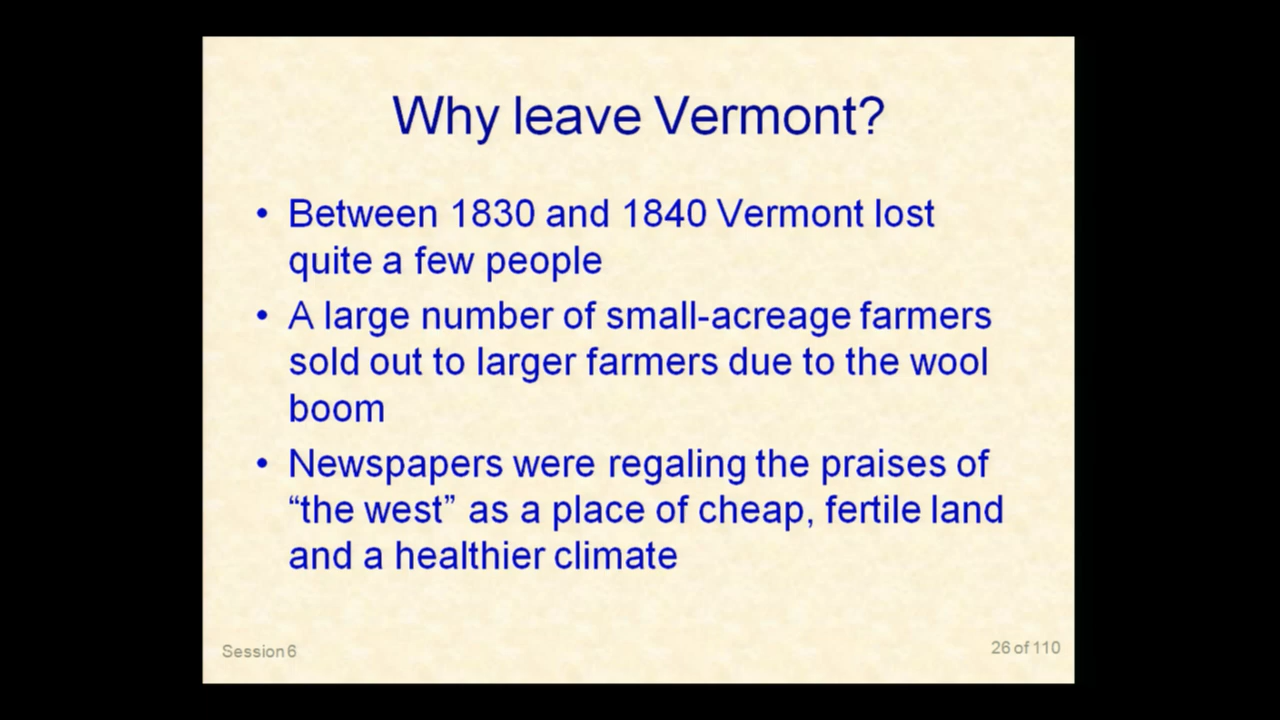 Why leave Vermont?
• Between 1830 and 1840 Vermont lost
quite a few people
• A large number of small-acreage farmers
sold out to larger farmers due to the wool
boom
• Newspapers were regaling the praises of
“the west” as a place of cheap, fertile land
and a healthier climate
Session 6
26 of 110